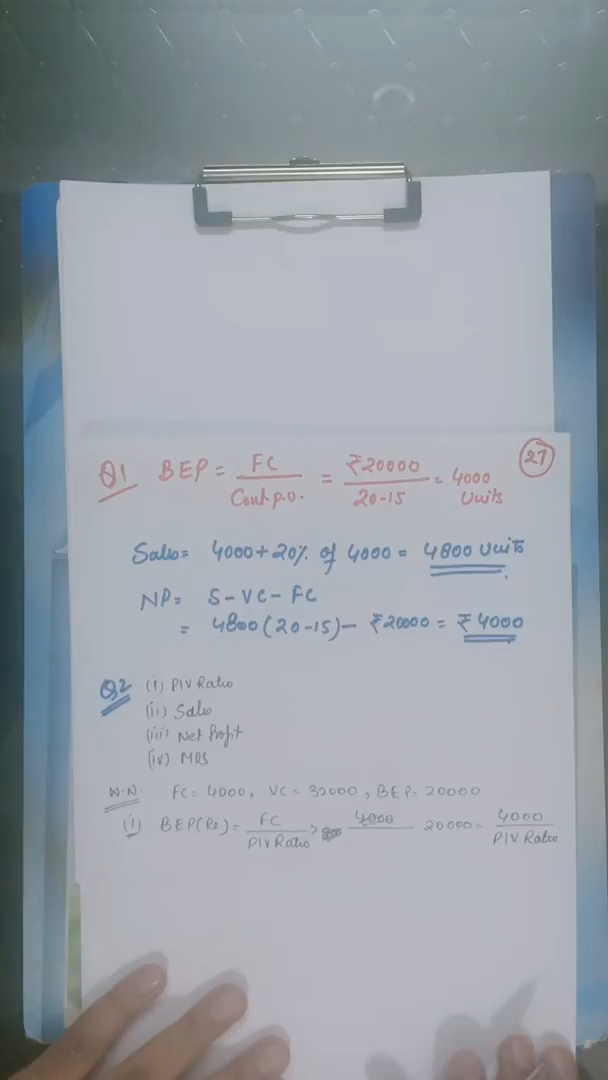 27
Q1 BEP = FC / Cont p.u. = ₹20000 / 20-15 = 4000 Units
Sales = 4000 + 20% of 4000 = 4800 Units
NP = S - VC - FC
= 4800 (20-15) - ₹20000 = ₹4000
Q2 (i) P/V Ratio
(ii) Sales
(iii) Net Profit
(iv) MOS
W.N. FC = 4000, VC = 32000, BEP = 20000
(i) BEP (Rs) = FC / P/V Ratio > 4000 20000 = 4000 / P/V Ratio